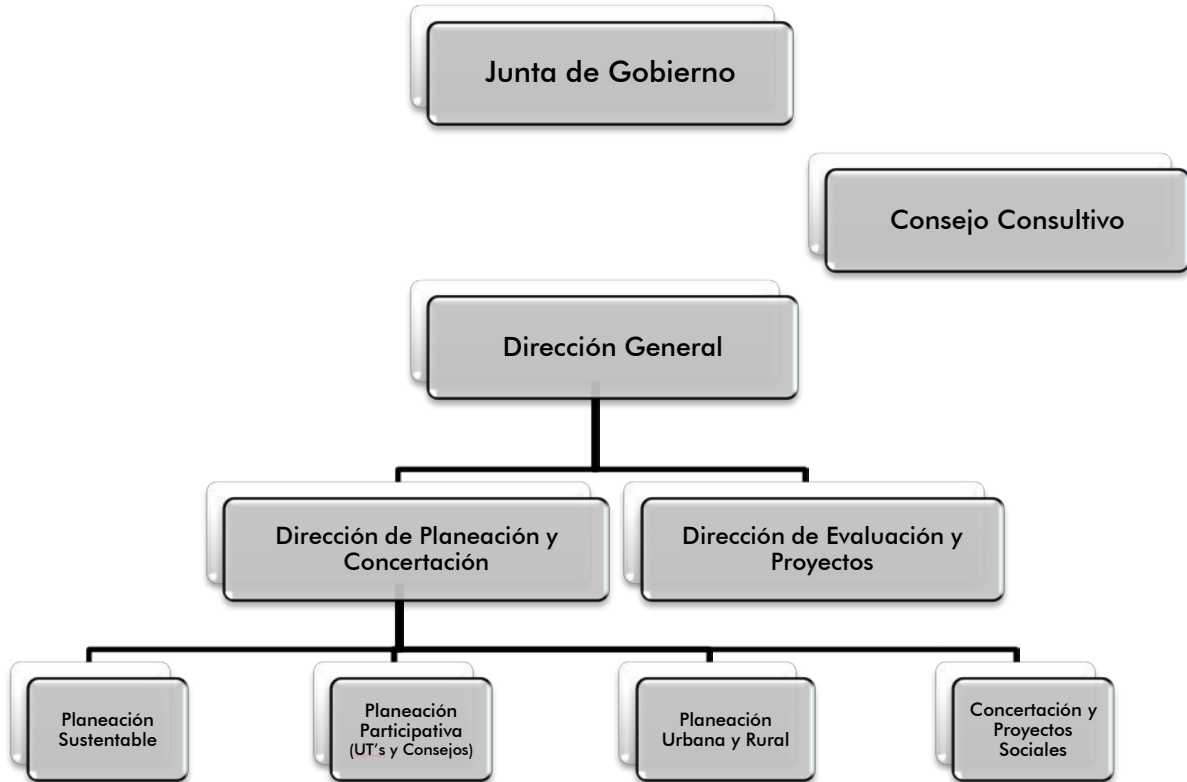 Junta de Gobierno
Consejo Consultivo
Dirección General
Dirección de Planeación y
Concertación
Dirección de Evaluación y
Proyectos
Planeación
Sustentable
Planeación
Participativa
(UT's y Consejos)
Planeación
Urbana y Rural
Concertación y
Proyectos
Sociales